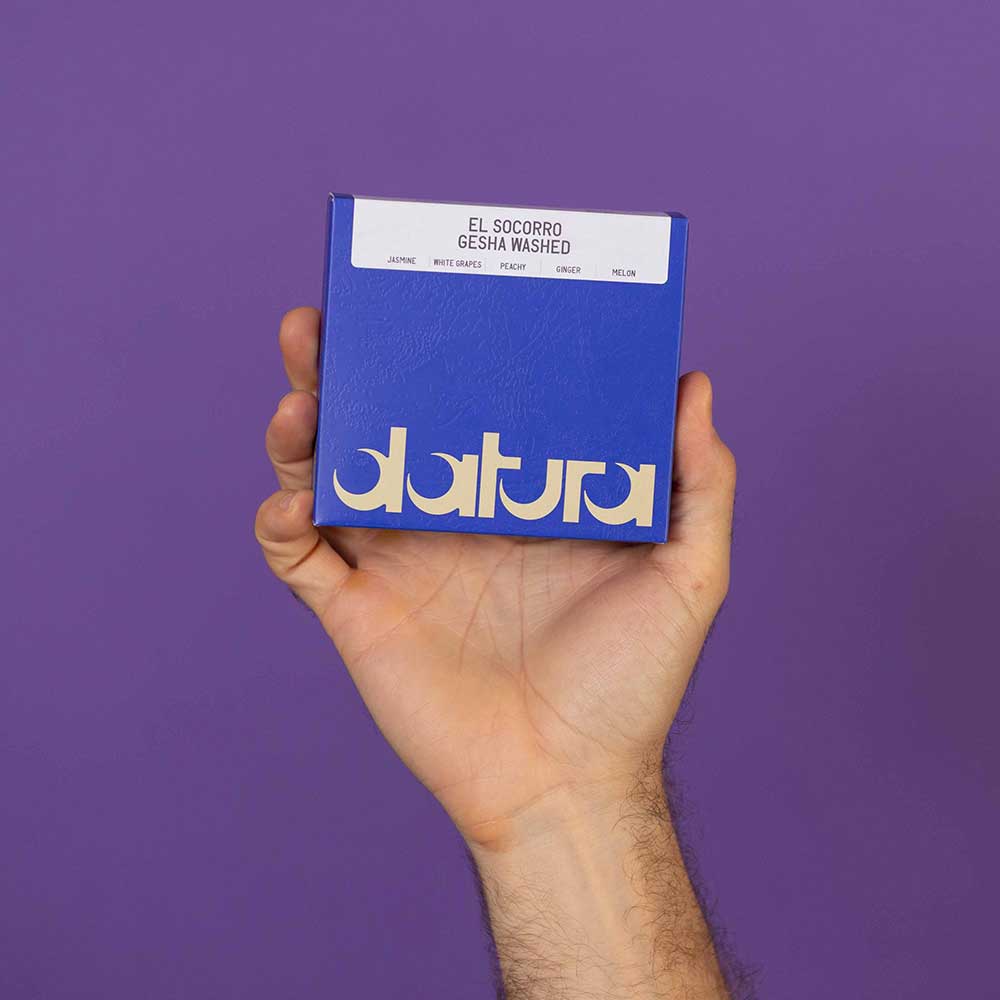 EL SOCORRO
GESHA WASHED
JASMINE WHITE GRAPES PEACHY GINGER MELON
datura